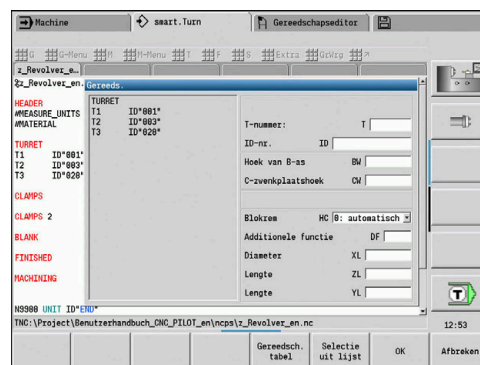 Machine
smart.Turn
Gereedschapseditor
G G-Menu M M-Menu T F S Extra GrWrg
z_Revolver_e…
z_Revolver_en.
HEADER
#MEASURE_UNITS
#MATERIAL
TURRET
T1 ID"001"
T2 ID"003"
T3 ID"020"
CLAMPS
CLAMPS 2
BLANK
FINISHED
MACHINING
N9900 UNIT ID"END"
Gereeds.
TURRET
T1 ID"001"
T2 ID"003"
T3 ID"020"
T-nummer: T
ID-nr. ID
Hoek van B-as BW
C-zwenkplaatshoek CW
Blokrem HC 0: automatisch
Additionele functie DF
Diameter XL
Lengte ZL
Lengte YL
T
TNC:\Project\Benutzerhandbuch_CNC_PILOT_en\ncps\z_Revolver_en.nc
12:53
Gereedsch. tabel
Selectie uit lijst
OK
Afbreken